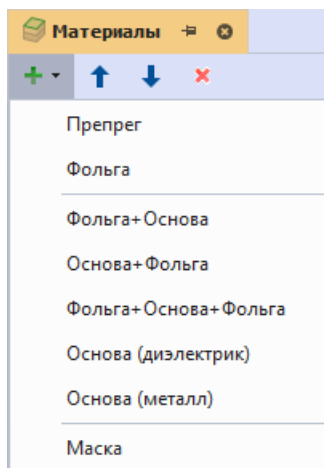 Материалы
Препрег
Фольга
Фольга+Основа
Основа+Фольга
Фольга+Основа+Фольга
Основа (диэлектрик)
Основа (металл)
Маска